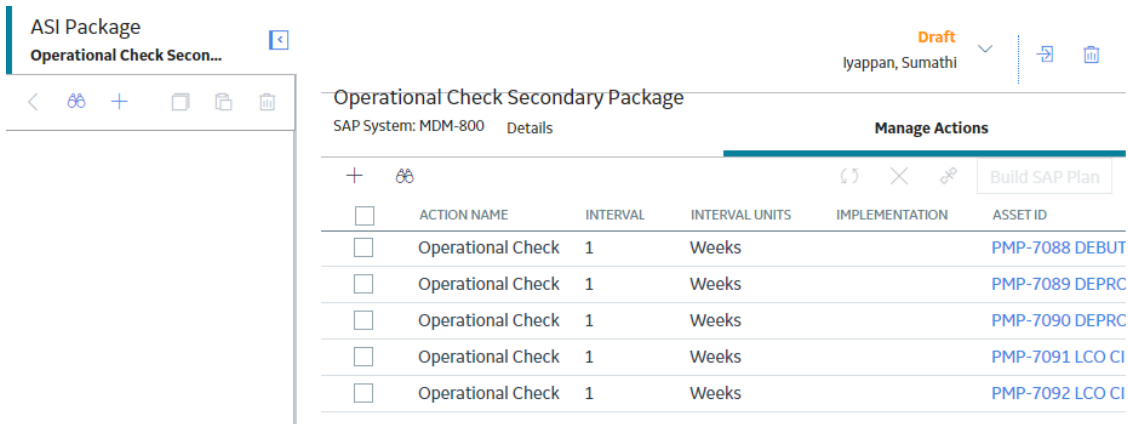 ASI Package
Operational Check Secon...
Draft
Iyappan, Sumathi
Operational Check Secondary Package
SAP System: MDM-800 Details Manage Actions
Build SAP Plan
ACTION NAME INTERVAL INTERVAL UNITS IMPLEMENTATION ASSET ID
Operational Check 1 Weeks PMP-7088 DEBUT
Operational Check 1 Weeks PMP-7089 DEPRO
Operational Check 1 Weeks PMP-7090 DEPRO
Operational Check 1 Weeks PMP-7091 LCO CI
Operational Check 1 Weeks PMP-7092 LCO CI